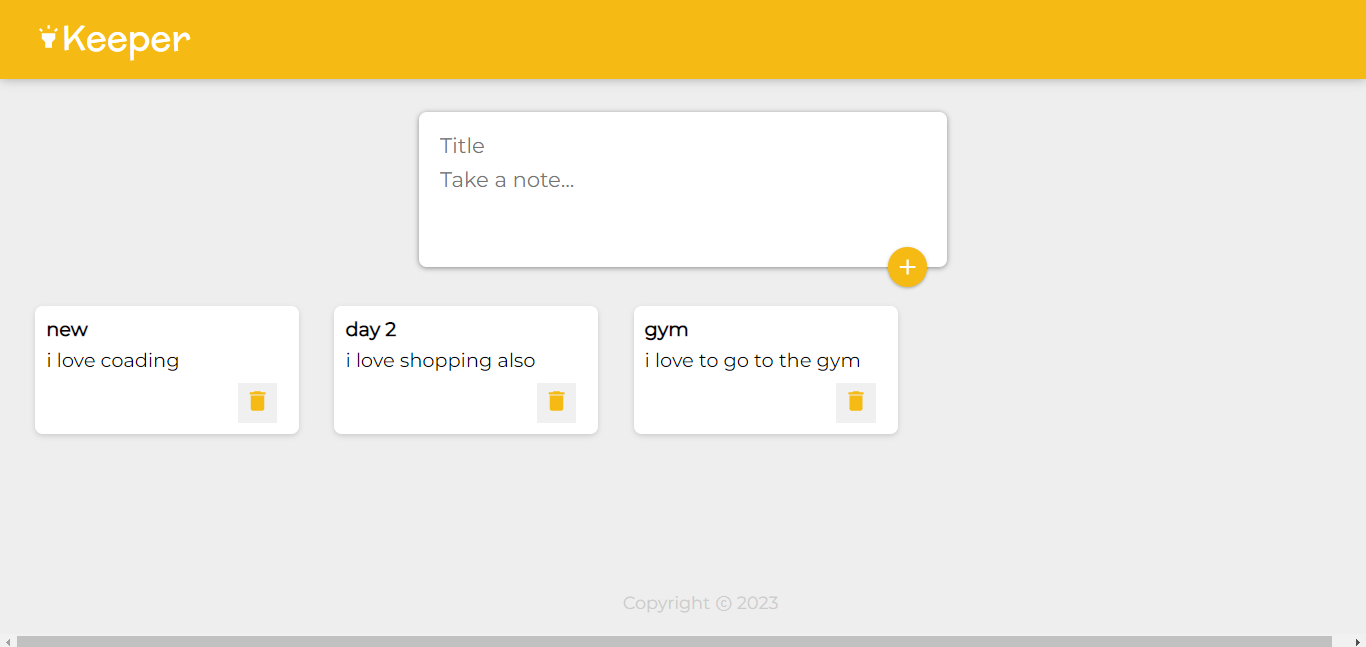 Keeper
Title
Take a note...
new
i love coading
day 2
i love shopping also
gym
i love to go to the gym
Copyright ⓒ 2023